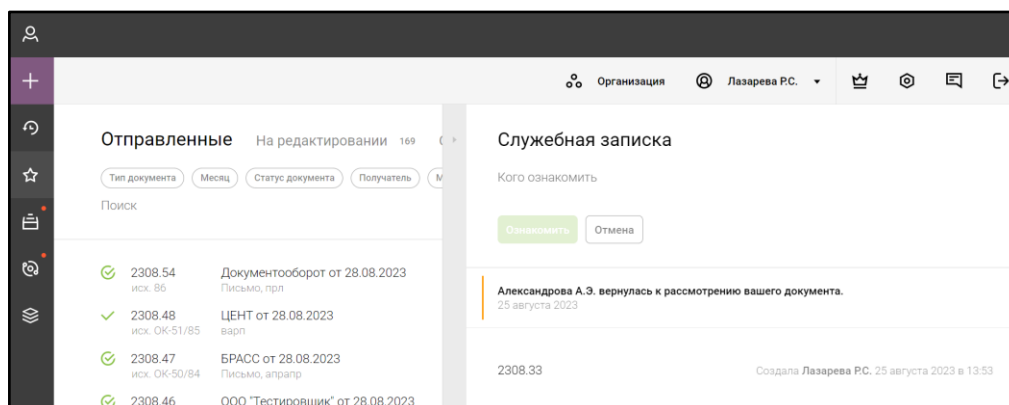 Организация
Лазарева Р.С.
Отправленные На редактировании 169
Тип документа Месяц Статус документа Получатель
Поиск
2308.54 Документооборот от 28.08.2023
исх. 86 Письмо, прл
2308.48 ЦЕНТ от 28.08.2023
исх. ОК-51/85 варп
2308.47 БРАСС от 28.08.2023
исх. ОК-50/84 Письмо, апрапр
2308.46 ООО "Тестировщик" от 28.08.2023
Служебная записка
Кого ознакомить
Ознакомить Отмена
Александрова А.Э. вернулась к рассмотрению вашего документа.
25 августа 2023
2308.33 Создала Лазарева Р.С. 25 августа 2023 в 13:53